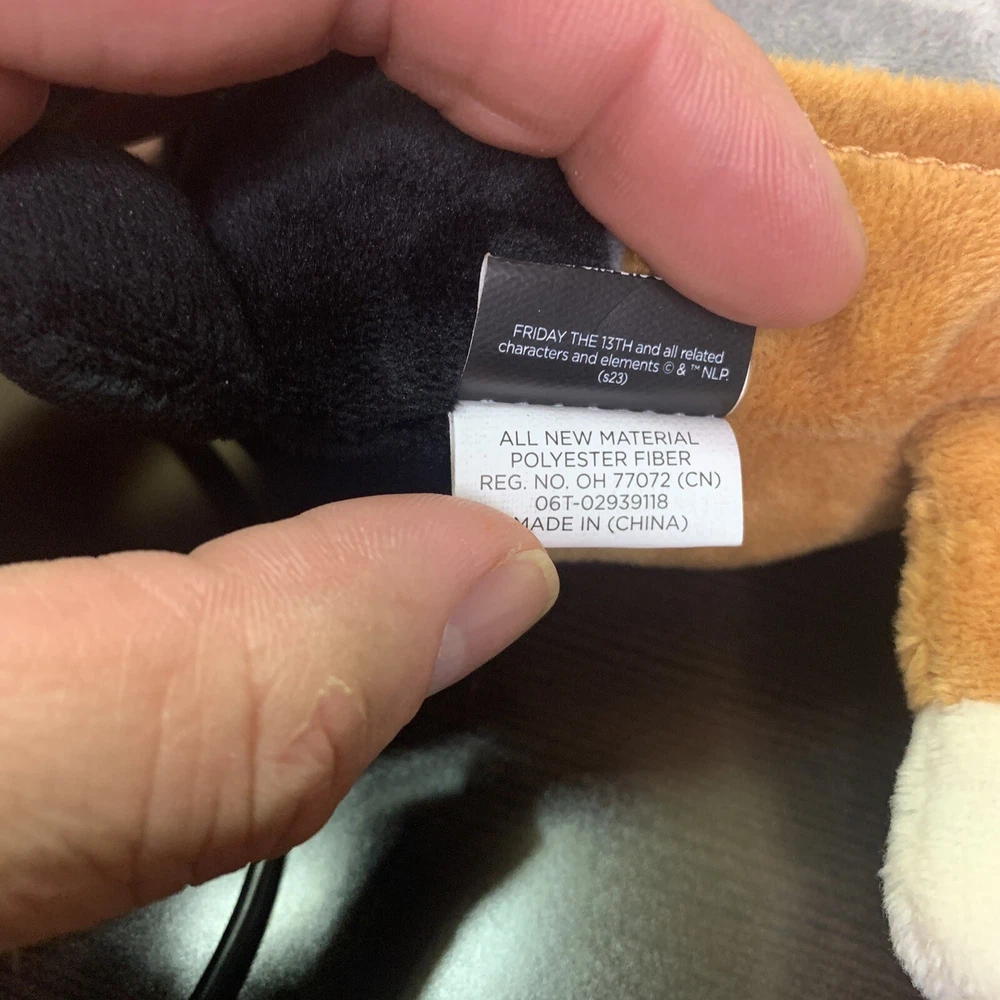 FRIDAY THE 13TH and all related
characters and elements © & ™ NLP.
(s23)
ALL NEW MATERIAL
POLYESTER FIBER
REG. NO. OH 77072 (CN)
06T-02939118
MADE IN (CHINA)